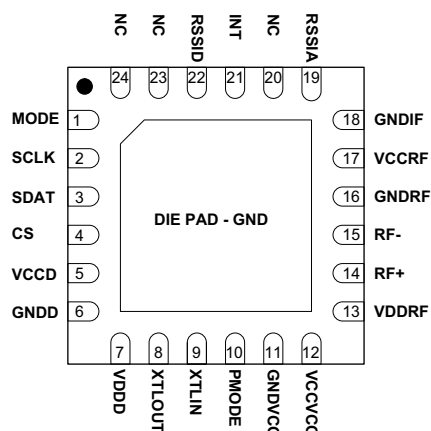 NC
NC
RSSID
INT
NC
RSSIA
24
23
22
21
20
19
MODE 1
SCLK 2
SDAT 3
CS 4
VCCD 5
GNDD 6
DIE PAD - GND
18 GNDIF
17 VCCRF
16 GNDRF
15 RF-
14 RF+
13 VDDRF
7
8
9
10
11
12
VDDD
XTLOUT
XTLIN
PMODE
GNDVCO
VCCVCO